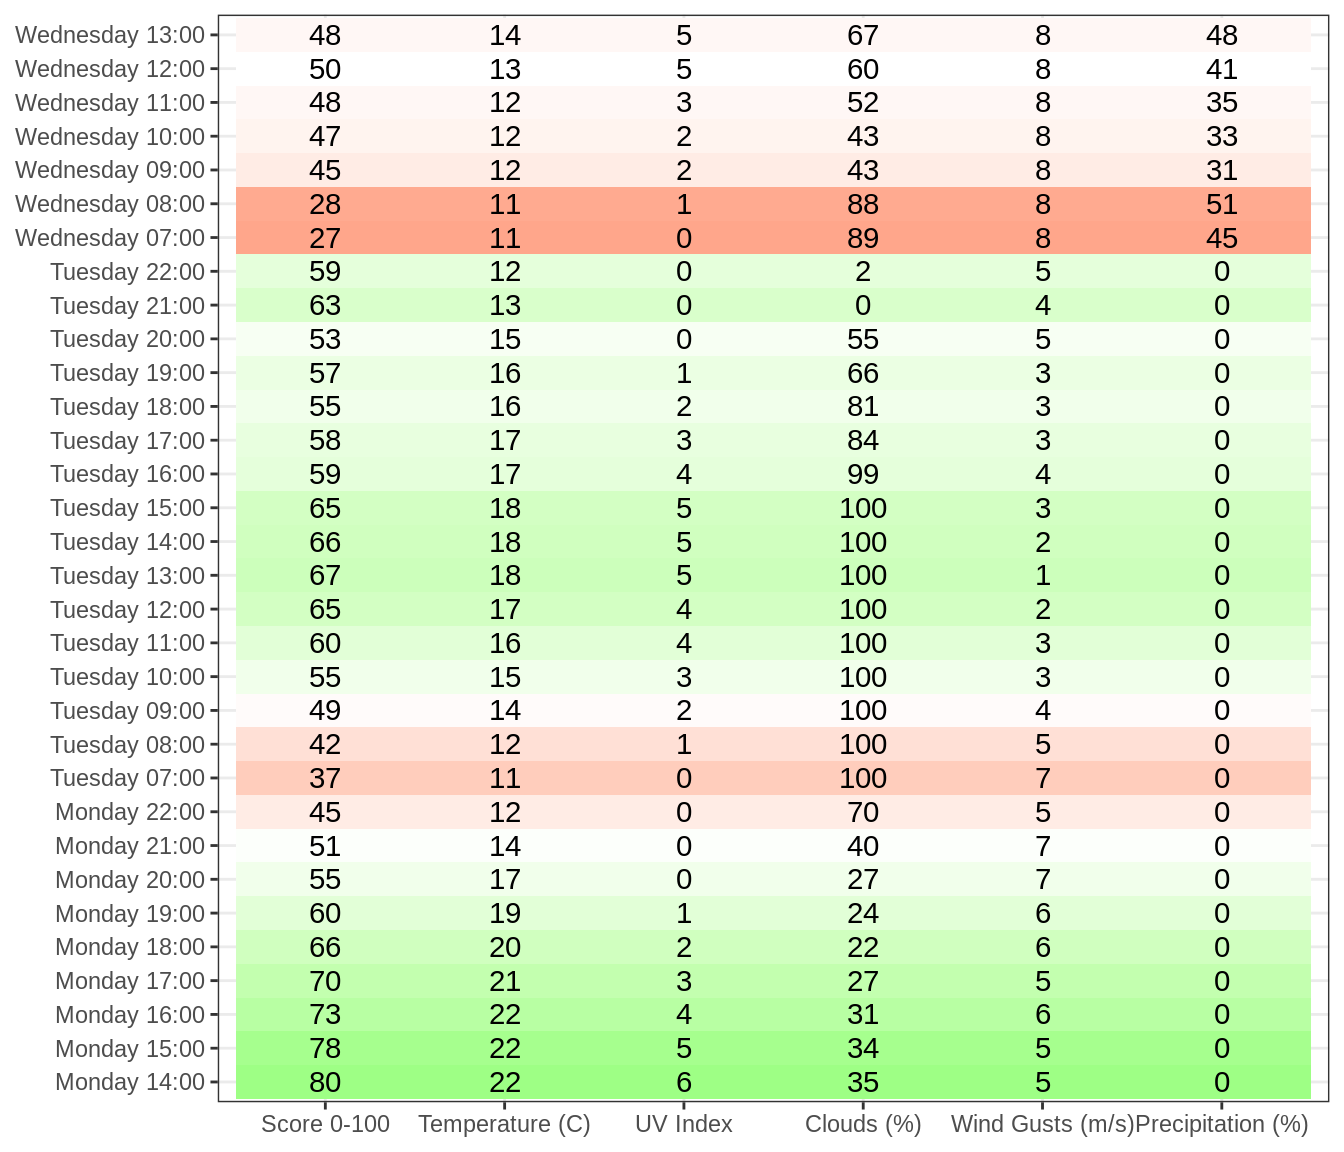 Wednesday 13:00 48 14 5 67 8 48
Wednesday 12:00 50 13 5 60 8 41
Wednesday 11:00 48 12 3 52 8 35
Wednesday 10:00 47 12 2 43 8 33
Wednesday 09:00 45 12 2 43 8 31
Wednesday 08:00 28 11 1 88 8 51
Wednesday 07:00 27 11 0 89 8 45
Tuesday 22:00 59 12 0 2 5 0
Tuesday 21:00 63 13 0 0 4 0
Tuesday 20:00 53 15 0 55 5 0
Tuesday 19:00 57 16 1 66 3 0
Tuesday 18:00 55 16 2 81 3 0
Tuesday 17:00 58 17 3 84 3 0
Tuesday 16:00 59 17 4 99 4 0
Tuesday 15:00 65 18 5 100 3 0
Tuesday 14:00 66 18 5 100 2 0
Tuesday 13:00 67 18 5 100 1 0
Tuesday 12:00 65 17 4 100 2 0
Tuesday 11:00 60 16 4 100 3 0
Tuesday 10:00 55 15 3 100 3 0
Tuesday 09:00 49 14 2 100 4 0
Tuesday 08:00 42 12 1 100 5 0
Tuesday 07:00 37 11 0 100 7 0
Monday 22:00 45 12 0 70 5 0
Monday 21:00 51 14 0 40 7 0
Monday 20:00 55 17 0 27 7 0
Monday 19:00 60 19 1 24 6 0
Monday 18:00 66 20 2 22 6 0
Monday 17:00 70 21 3 27 5 0
Monday 16:00 73 22 4 31 6 0
Monday 15:00 78 22 5 34 5 0
Monday 14:00 80 22 6 35 5 0
Score 0-100 Temperature (C) UV Index Clouds (%) Wind Gusts (m/s) Precipitation (%)